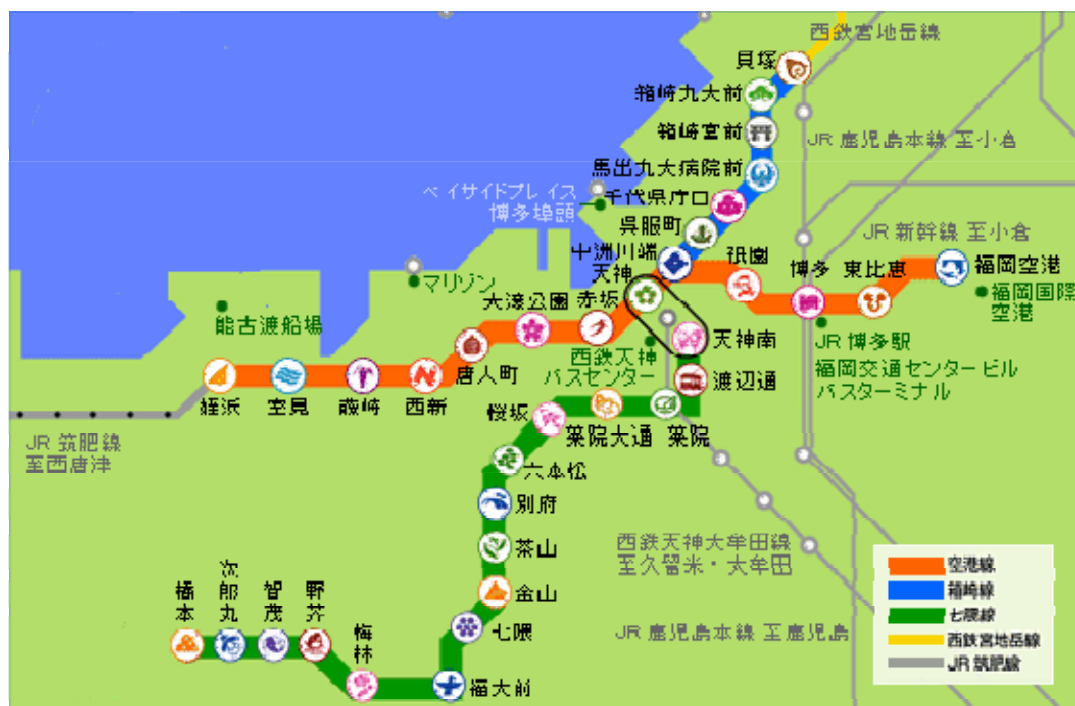 西鉄宮地岳線
貝塚
箱崎九大前
箱崎宮前
JR 鹿児島本線 至小倉
馬出九大病院前
ベイサイドプレイス
博多埠頭
千代県庁口
呉服町
JR 新幹線 至小倉
中洲川端
祇園
博多
東比恵
福岡空港
天神
マリゾン
大濠公園
赤坂
福岡国際
空港
能古渡船場
天神南
JR 博多駅
福岡交通センタービル
バスターミナル
西鉄天神
バスセンター
唐人町
渡辺通
姪浜
室見
藤崎
西新
桜坂
薬院大通
薬院
JR 筑肥線
至西唐津
六本松
別府
茶山
西鉄天神大牟田線
至久留米・大牟田
金山
橋本
次郎丸
賀茂
野芥
梅林
七隈
JR 鹿児島本線 至鹿児島
福大前
空港線
箱崎線
七隈線
西鉄宮地岳線
JR 筑肥線